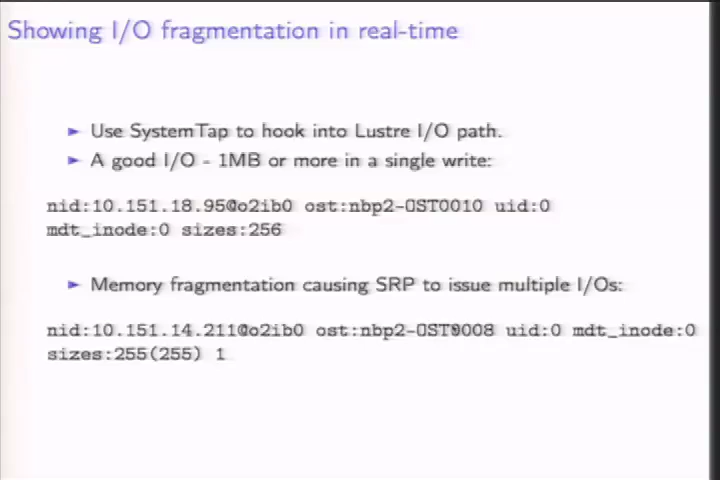 Showing I/O fragmentation in real-time
► Use SystemTap to hook into Lustre I/O path.
► A good I/O - 1MB or more in a single write:
nid:10.151.18.95@o2ib0 ost:nbp2-OST0010 uid:0
mdt_inode:0 sizes:256
► Memory fragmentation causing SRP to issue multiple I/Os:
nid:10.151.14.211@o2ib0 ost:nbp2-OST0008 uid:0 mdt_inode:0
sizes:255(255) 1